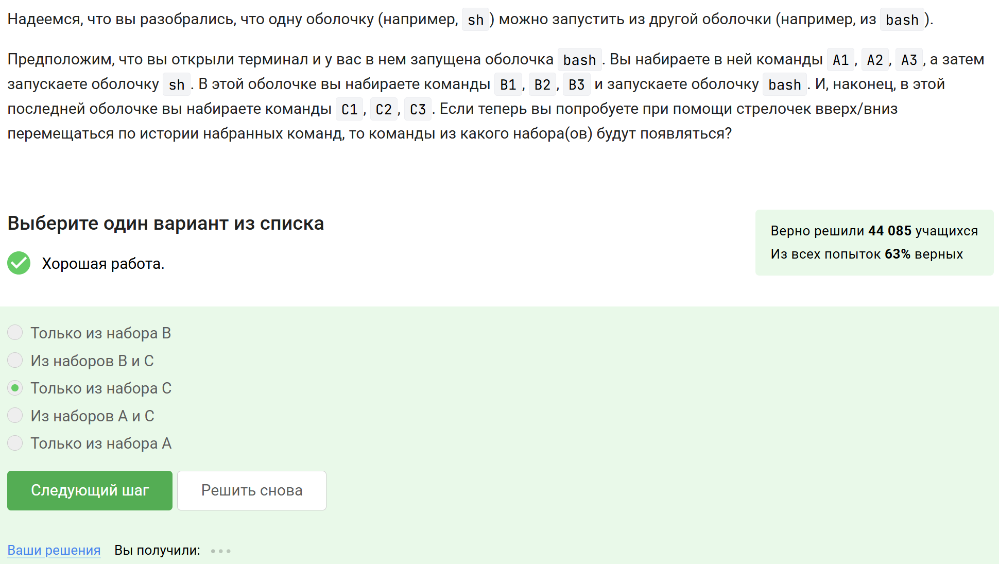 Надеемся, что вы разобрались, что одну оболочку (например, sh) можно запустить из другой оболочки (например, из bash).
Предположим, что вы открыли терминал и у вас в нем запущена оболочка bash. Вы набираете в ней команды A1, A2, A3, а затем
запускаете оболочку sh. В этой оболочке вы набираете команды B1, B2, B3 и запускаете оболочку bash. И, наконец, в этой
последней оболочке вы набираете команды C1, C2, C3. Если теперь вы попробуете при помощи стрелочек вверх/вниз
перемещаться по истории набранных команд, то команды из какого набора(ов) будут появляться?
Выберите один вариант из списка
Верно решили 44 085 учащихся
Из всех попыток 63% верных
Хорошая работа.
Только из набора B
Из наборов B и C
Только из набора C
Из наборов A и C
Только из набора A
Следующий шаг
Решить снова
Ваши решения Вы получили: